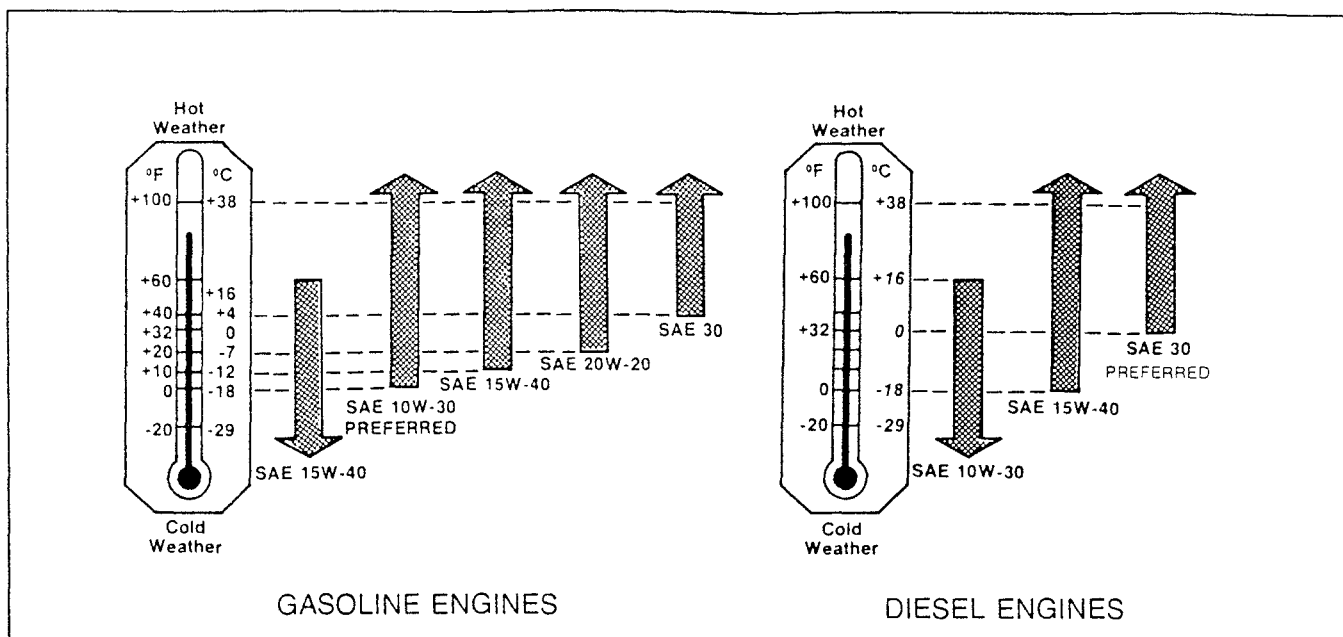 Hot
Weather
°F °C
+100 +38
+60 +16
+40 +4
+32 0
+20 -7
+10 -12
0 -18
-20 -29
Cold
Weather
SAE 15W-40
SAE 10W-30
PREFERRED
SAE 15W-40
SAE 20W-20
SAE 30
GASOLINE ENGINES
Hot
Weather
°F °C
+100 +38
+60 +16
+32 0
0 -18
-20 -29
Cold
Weather
SAE 10W-30
SAE 15W-40
SAE 30
PREFERRED
DIESEL ENGINES